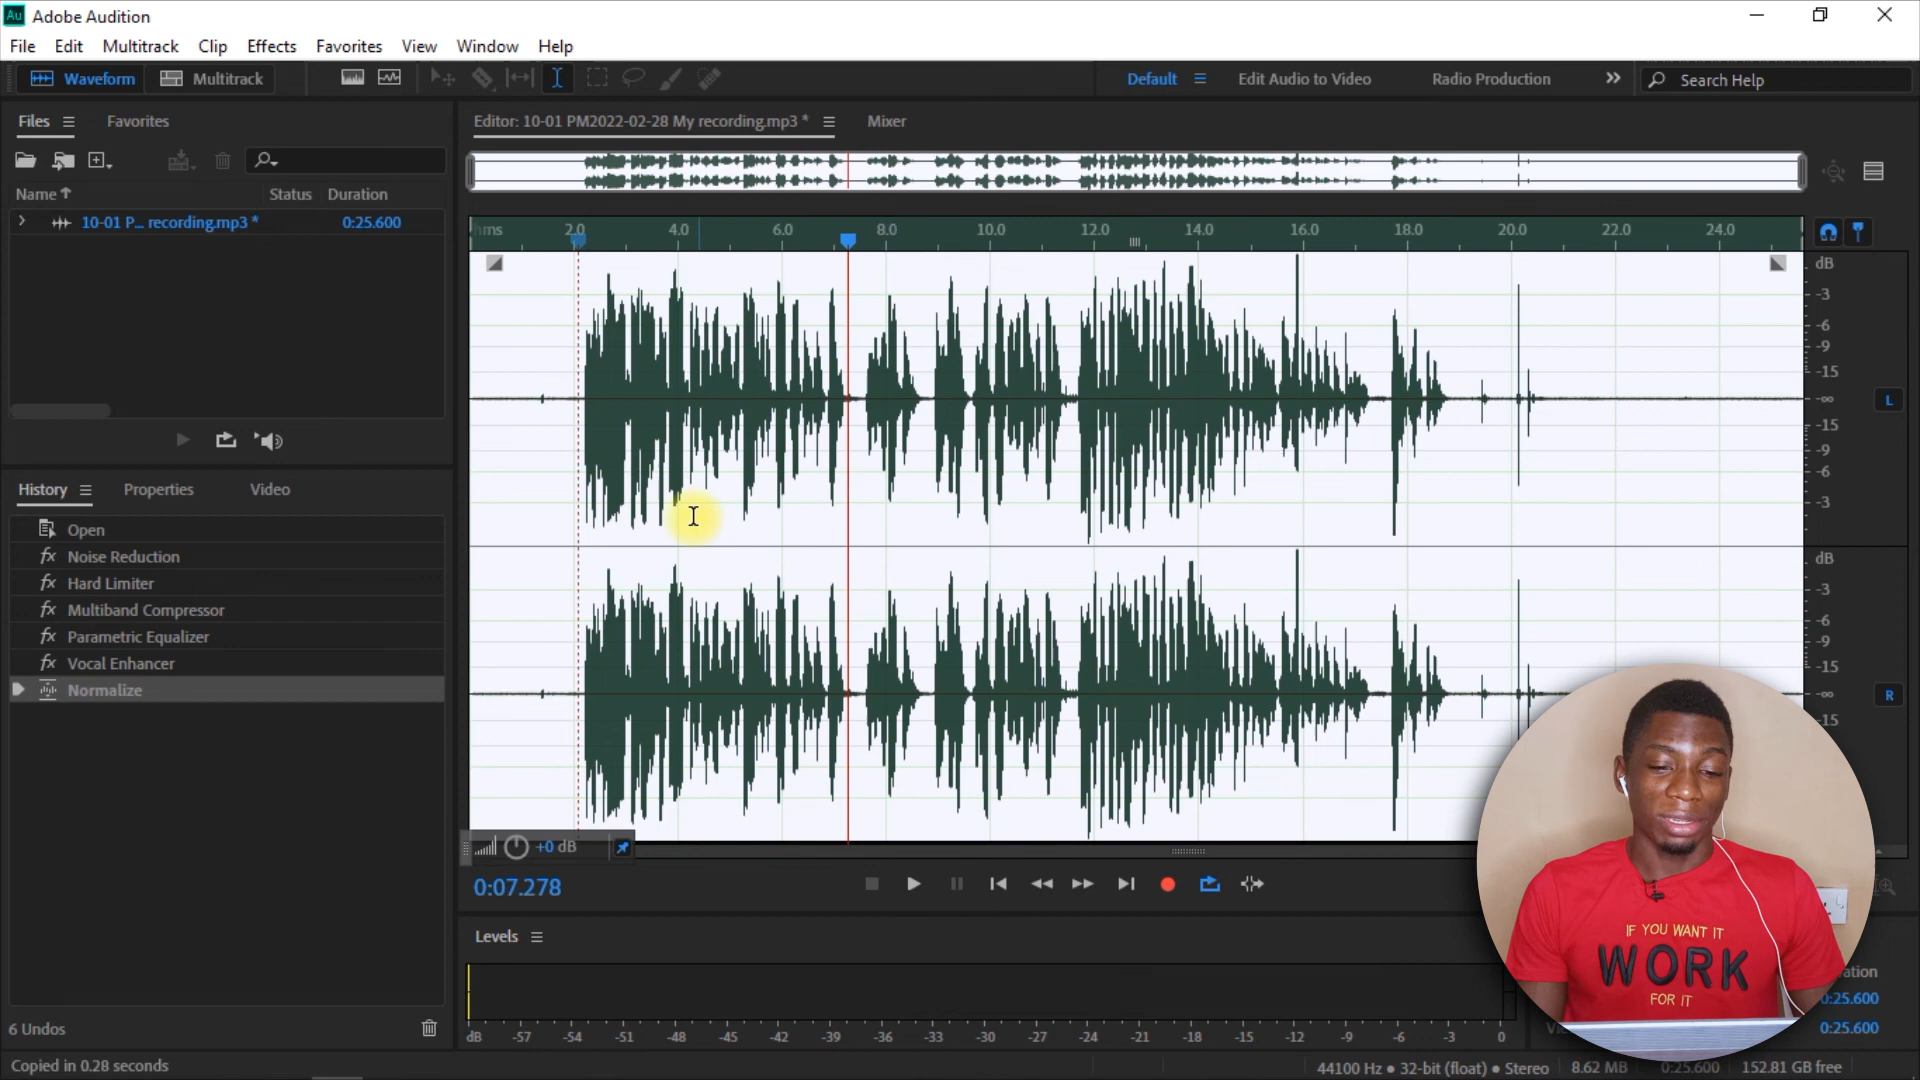 Au Adobe Audition
File Edit Multitrack Clip Effects Favorites View Window Help
Waveform Multitrack Default Edit Audio to Video Radio Production Search Help
Files Favorites
Editor: 10-01 PM2022-02-28 My recording.mp3 * Mixer
Name Status Duration
10-01 P... recording.mp3 * 0:25.600
hms 2.0 4.0 6.0 8.0 10.0 12.0 14.0 16.0 18.0 20.0 22.0 24.0
dB
-3
-6
-9
-15
-∞
L
-15
-9
-6
-3
History Properties Video
Open
Noise Reduction
Hard Limiter
Multiband Compressor
Parametric Equalizer
Vocal Enhancer
Normalize
dB
-3
-6
-9
-15
-∞
R
-15
+0 dB
0:07.278
Levels
dB -57 -54 -51 -48 -45 -42 -39 -36 -33 -30 -27 -24 -21 -18 -15 -12 -9 -6 -3 0
IF YOU WANT IT
WORK
FOR IT
ation
0:25.600
0:25.600
6 Undos
Copied in 0.28 seconds
44100 Hz ● 32-bit (float) ● Stereo 8.62 MB 0:25.600 152.81 GB free